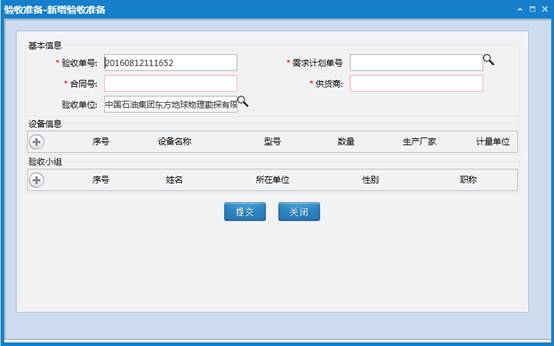 验收准备-新增验收准备
基本信息
* 验收单号: 20160812111652 * 需求计划单号
* 合同号: * 供货商:
验收单位: 中国石油集团东方地球物理勘探有限
设备信息
序号 设备名称 型号 数量 生产厂家 计量单位
验收小组
序号 姓名 所在单位 性别 职称
提交 关闭